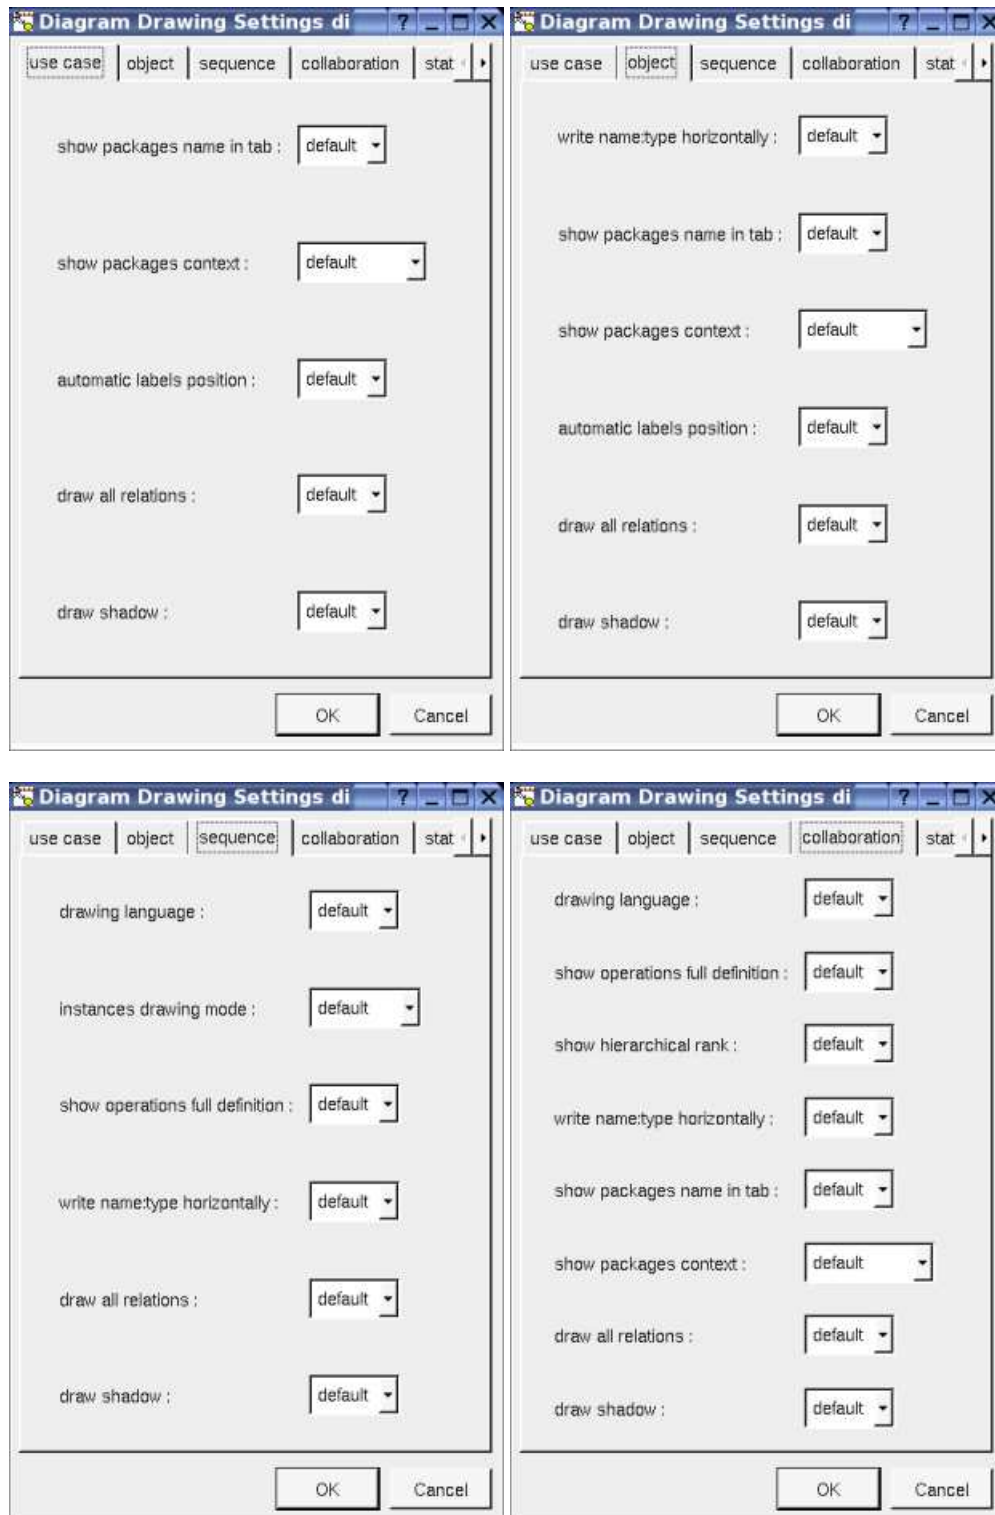 Diagram Drawing Settings di
use case object sequence collaboration stat
show packages name in tab : default
show packages context : default
automatic labels position : default
draw all relations : default
draw shadow : default
OK Cancel
Diagram Drawing Settings di
use case object sequence collaboration stat
write name:type horizontally : default
show packages name in tab : default
show packages context : default
automatic labels position : default
draw all relations : default
draw shadow : default
OK Cancel
Diagram Drawing Settings di
use case object sequence collaboration stat
drawing language : default
instances drawing mode : default
show operations full definition : default
write name:type horizontally : default
draw all relations : default
draw shadow : default
OK Cancel
Diagram Drawing Settings di
use case object sequence collaboration stat
drawing language : default
show operations full definition : default
show hierarchical rank : default
write name:type horizontally : default
show packages name in tab : default
show packages context : default
draw all relations : default
draw shadow : default
OK Cancel